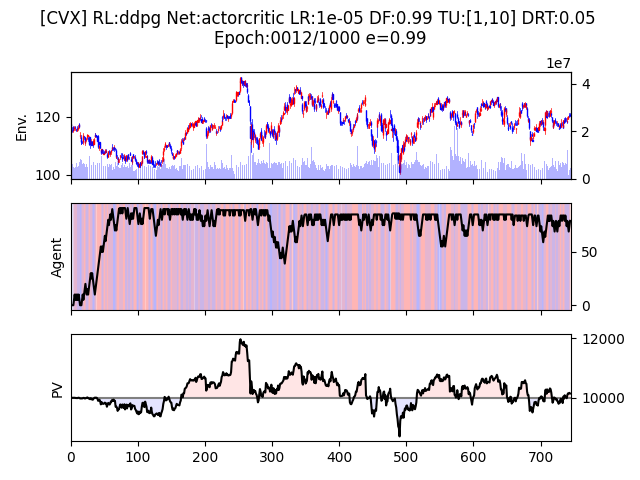 [CVX] RL:ddpg Net:actorcritic LR:1e-05 DF:0.99 TU:[1,10] DRT:0.05
Epoch:0012/1000 e=0.99
1e7
Env.
120
100
4
2
0
Agent
50
0
PV
12000
10000
0 100 200 300 400 500 600 700